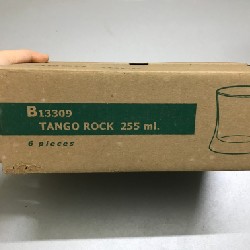 B13309
TANGO ROCK 255 ml.
6 pieces